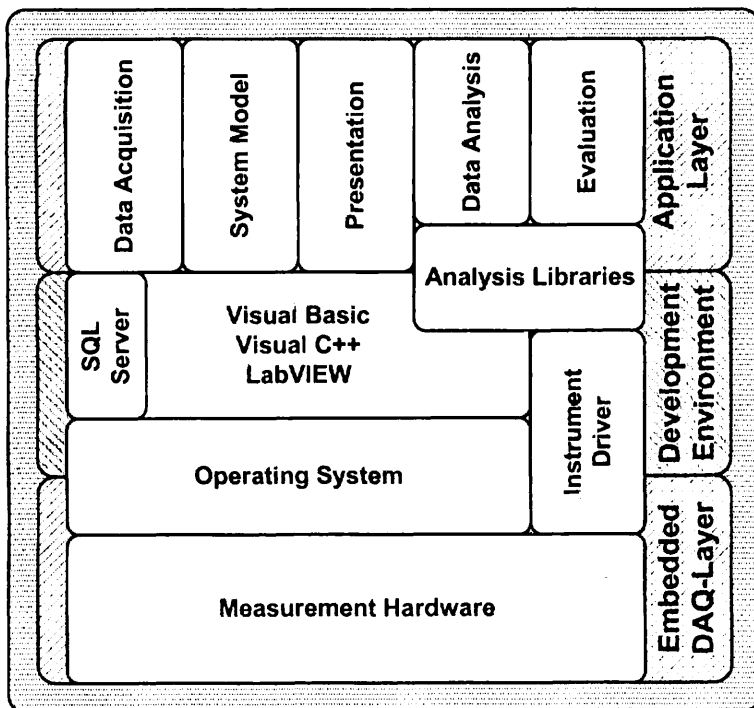 Data Acquisition
System Model
Presentation
Data Analysis
Evaluation
Application
Layer
Analysis Libraries
SQL
Server
Visual Basic
Visual C++
LabVIEW
Instrument
Driver
Development
Environment
Operating System
Measurement Hardware
Embedded
DAQ-Layer